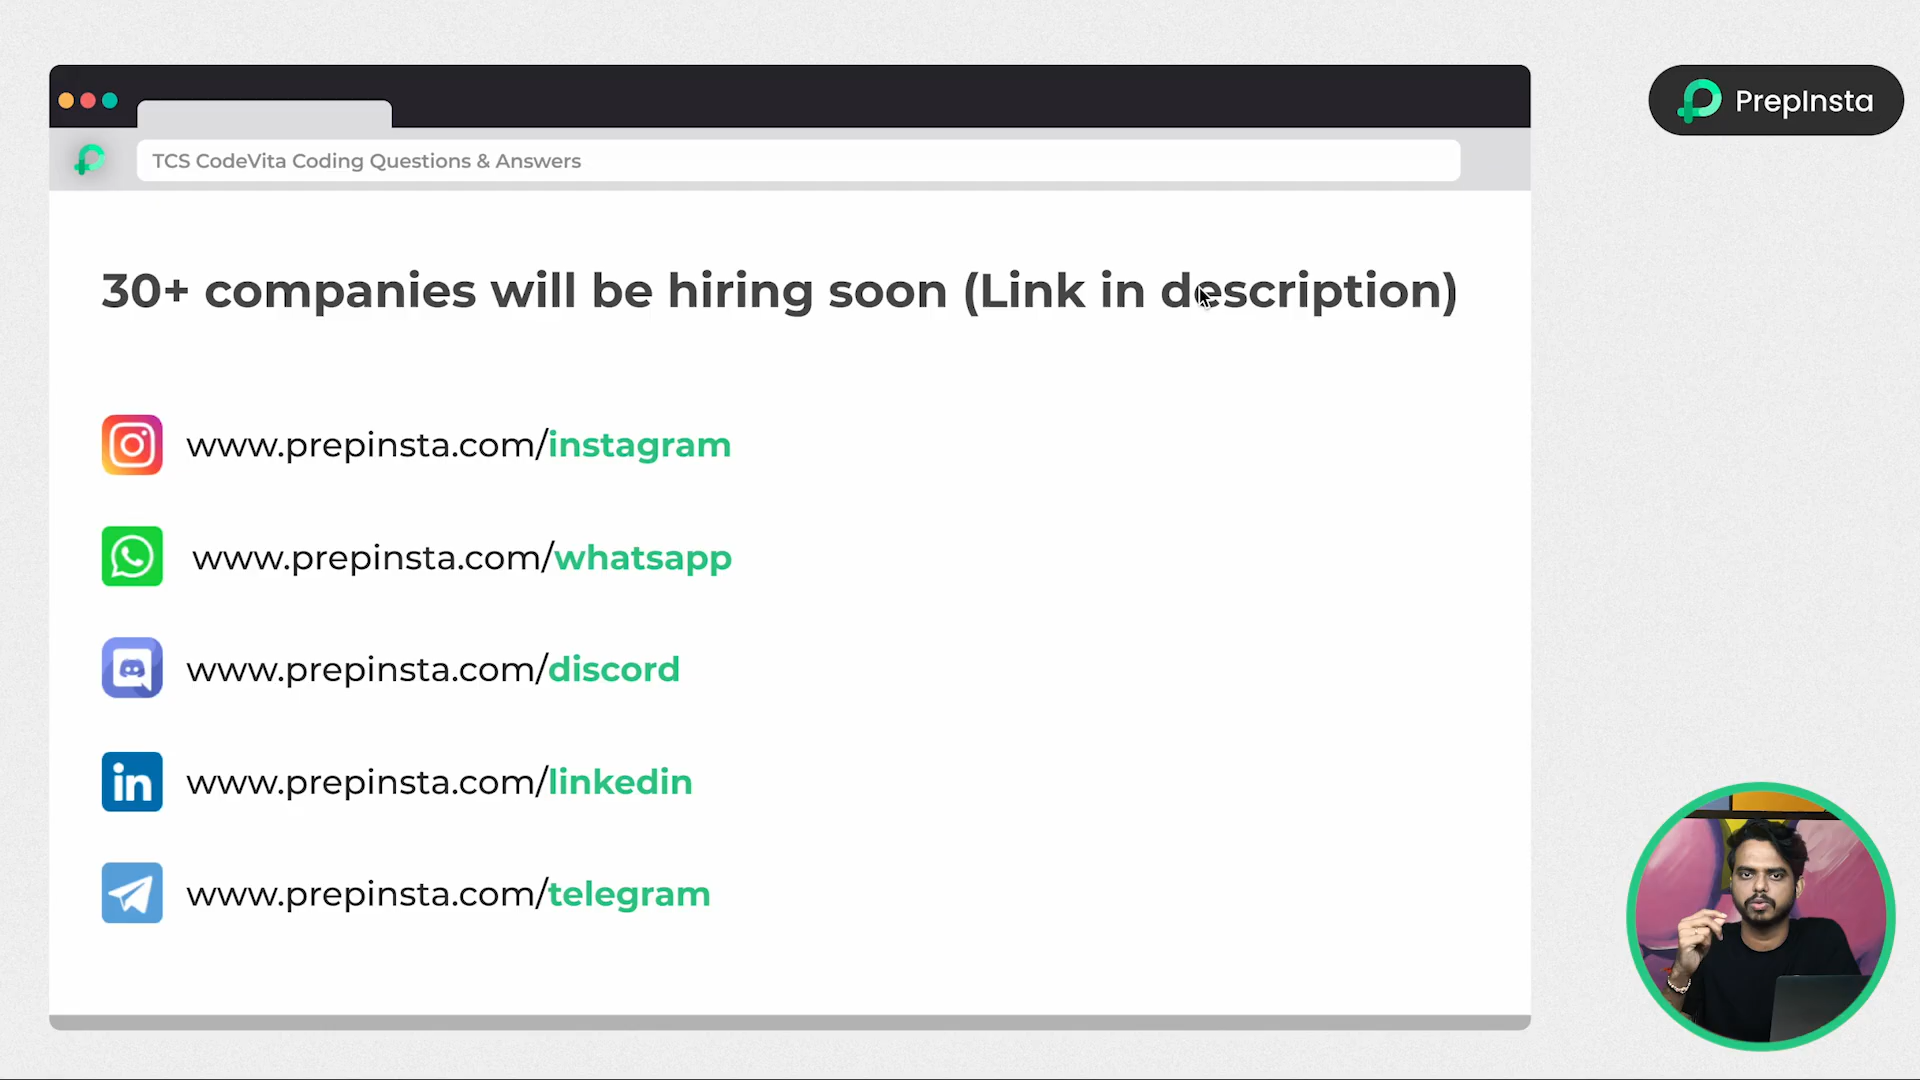 PrepInsta
TCS CodeVita Coding Questions & Answers
30+ companies will be hiring soon (Link in description)
www.prepinsta.com/instagram
www.prepinsta.com/whatsapp
www.prepinsta.com/discord
in www.prepinsta.com/linkedin
www.prepinsta.com/telegram